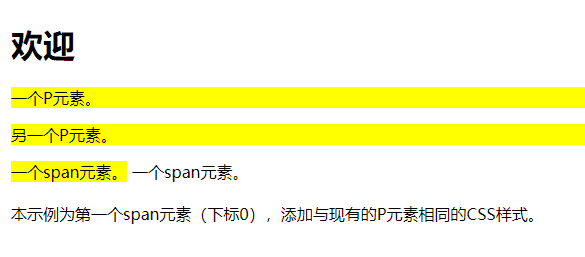 欢迎
一个P元素。
另一个P元素。
一个span元素。 一个span元素。
本示例为第一个span元素（下标0），添加与现有的P元素相同的CSS样式。